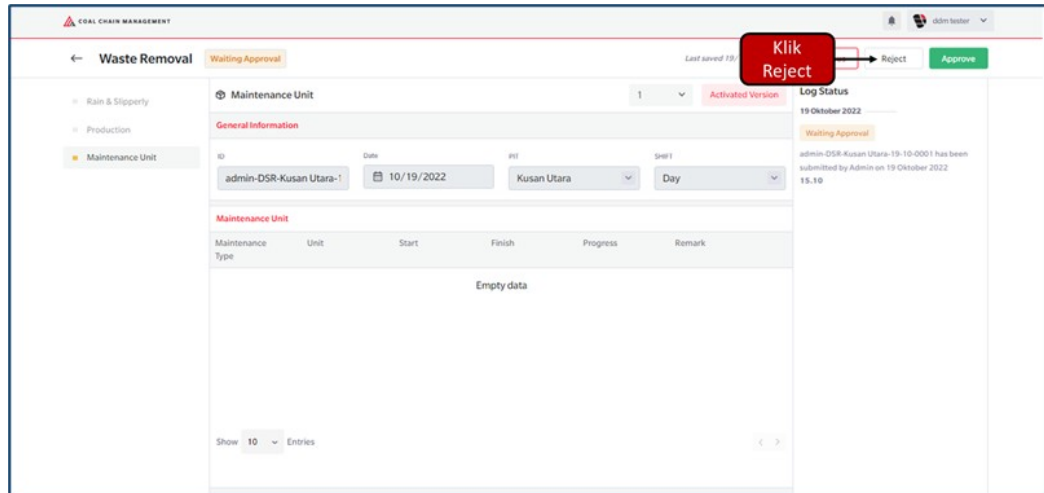 COAL CHAIN MANAGEMENT
ddm tester
Waste Removal
Waiting Approval
Last saved 19/
Klik
Reject
Reject
Approve
Rain & Slipperly
Production
Maintenance Unit
Maintenance Unit
1
Activated Version
General Information
ID
Date
PIT
SHIFT
admin-DSR-Kusan Utara-1
10/19/2022
Kusan Utara
Day
Maintenance Unit
Maintenance
Type
Unit
Start
Finish
Progress
Remark
Empty data
Show 10 Entries
Log Status
19 Oktober 2022
Waiting Approval
admin-DSR-Kusan Utara-19-10-0001 has been
submitted by Admin on 19 Oktober 2022
15.10